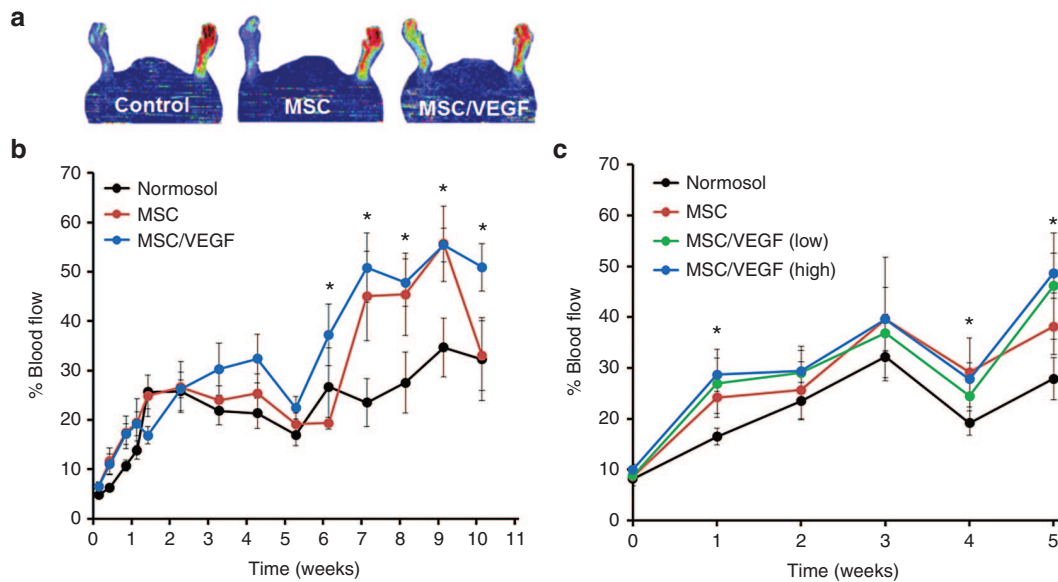 a
Control
MSC
MSC/VEGF
b
70
60
50
40
30
20
10
0
% Blood flow
Normosol
MSC
MSC/VEGF
*
*
*
*
*
0 1 2 3 4 5 6 7 8 9 10 11
Time (weeks)
c
70
60
50
40
30
20
10
0
% Blood flow
Normosol
MSC
MSC/VEGF (low)
MSC/VEGF (high)
*
*
*
0 1 2 3 4 5
Time (weeks)